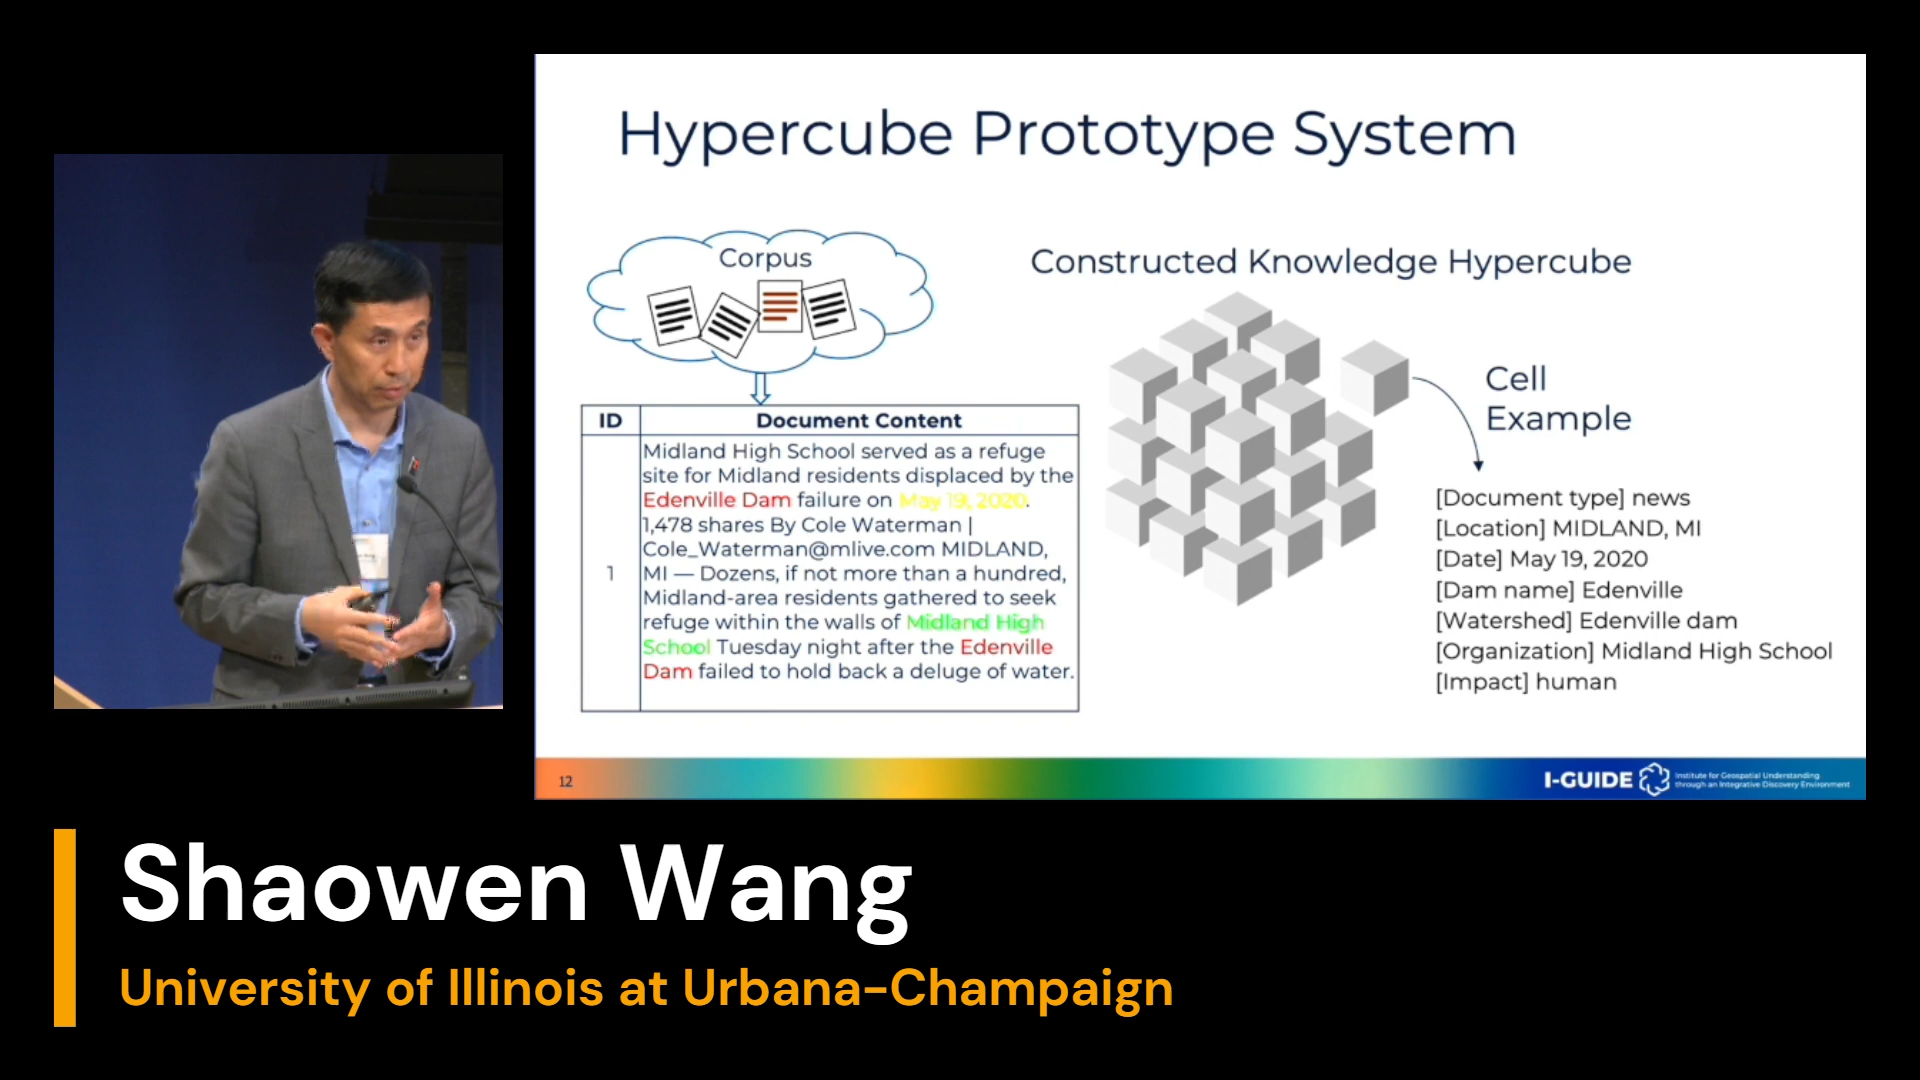 Hypercube Prototype System
Corpus
Constructed Knowledge Hypercube
Cell
Example
ID Document Content
1
Midland High School served as a refuge
site for Midland residents displaced by the
Edenville Dam failure on May 19, 2020.
1,478 shares By Cole Waterman |
Cole_Waterman@mlive.com MIDLAND,
MI — Dozens, if not more than a hundred,
Midland-area residents gathered to seek
refuge within the walls of Midland High
School Tuesday night after the Edenville
Dam failed to hold back a deluge of water.
[Document type] news
[Location] MIDLAND, MI
[Date] May 19, 2020
[Dam name] Edenville
[Watershed] Edenville dam
[Organization] Midland High School
[Impact] human
12
I-GUIDE
Institute for Geospatial Understanding
through an Integrative Discovery Environment
Shaowen Wang
University of Illinois at Urbana-Champaign